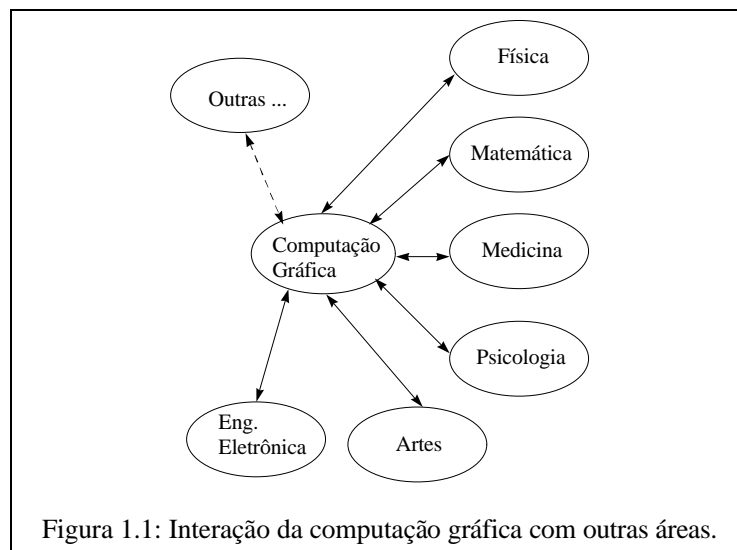 Física
Outras ...
Matemática
Computação
Gráfica
Medicina
Psicologia
Eng.
Eletrônica
Artes
Figura 1.1: Interação da computação gráfica com outras áreas.